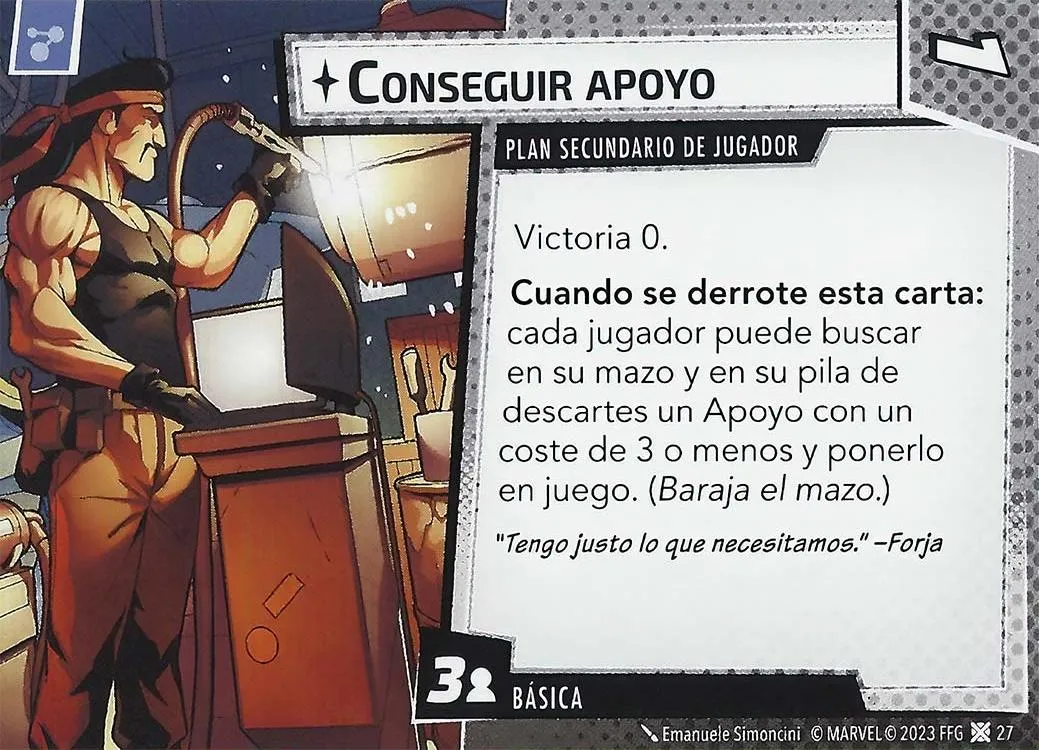 CONSEGUIR APOYO
PLAN SECUNDARIO DE JUGADOR
Victoria 0.
Cuando se derrote esta carta:
cada jugador puede buscar
en su mazo y en su pila de
descartes un Apoyo con un
coste de 3 o menos y ponerlo
en juego. (Baraja el mazo.)
"Tengo justo lo que necesitamos." –Forja
3
BÁSICA
Emanuele Simoncini © MARVEL © 2023 FFG 27